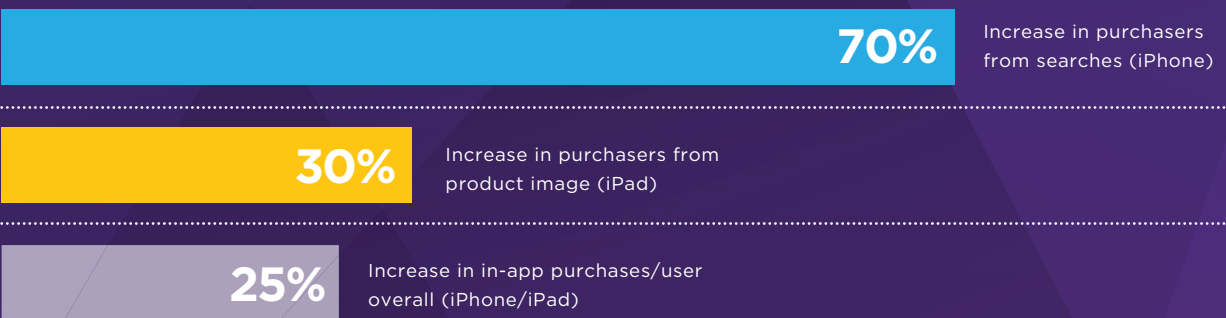 70%
Increase in purchasers
from searches (iPhone)
30%
Increase in purchasers from
product image (iPad)
25%
Increase in in-app purchases/user
overall (iPhone/iPad)